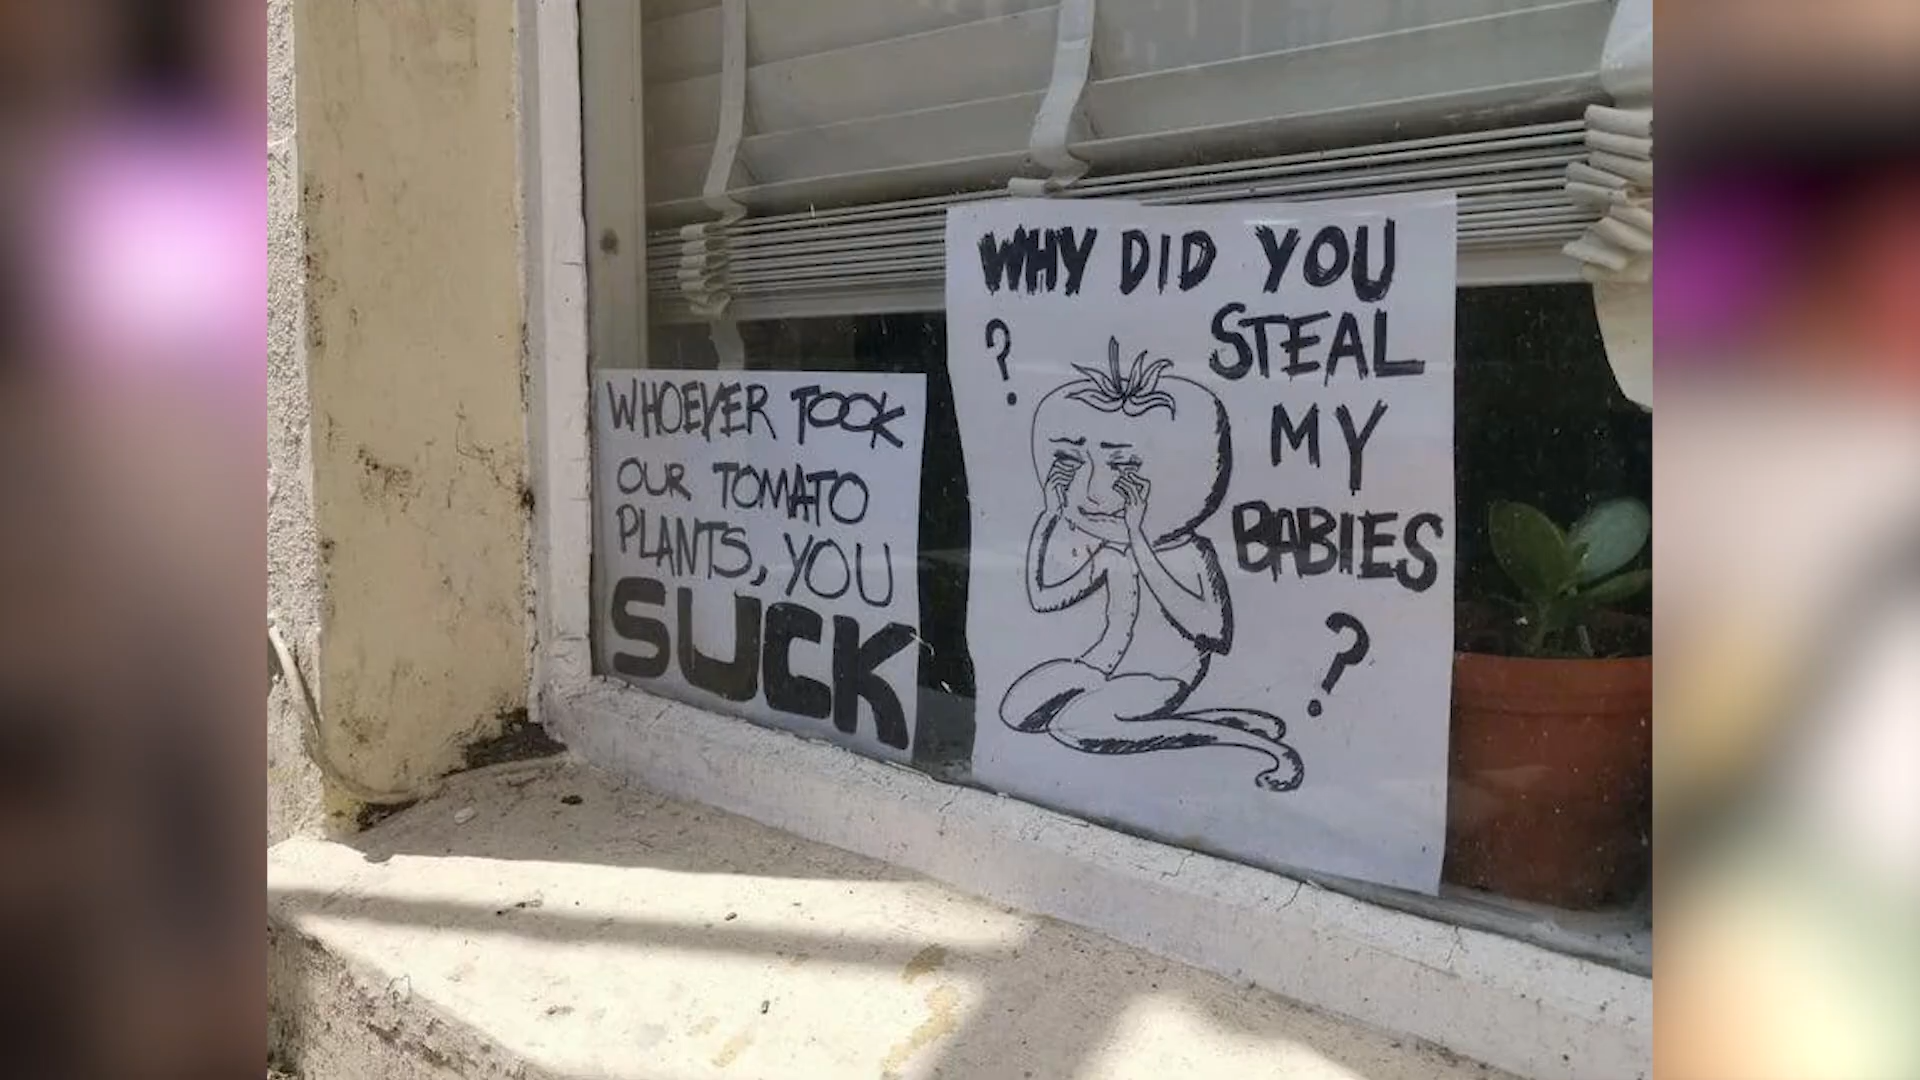 WHOEVER TOOK
OUR TOMATO
PLANTS, YOU
SUCK
WHY DID YOU
STEAL
MY
BABIES
?
?